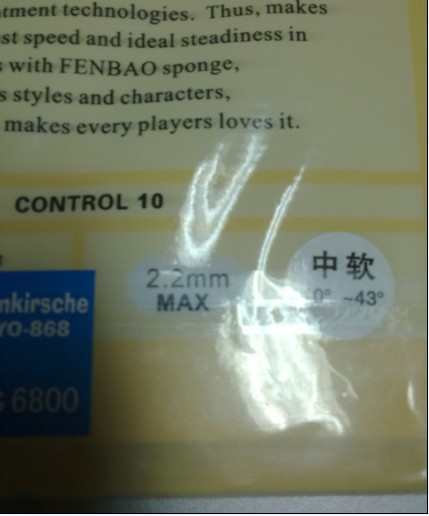 tment technologies. Thus, makes
st speed and ideal steadiness in
s with FENBAO sponge,
s styles and characters,
makes every players loves it.
CONTROL 10
2.2mm
MAX
中软
0° ~43°
nkirsche
YO-868
6800